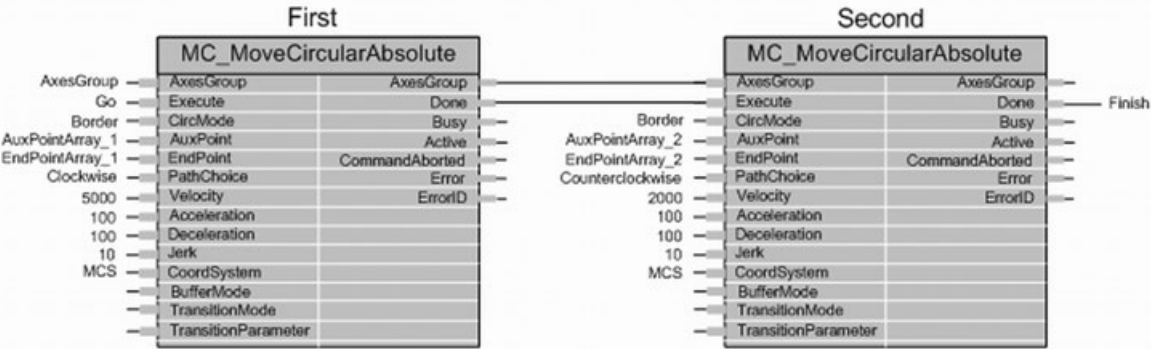 First Second
MC_MoveCircularAbsolute MC_MoveCircularAbsolute
AxesGroup AxesGroup AxesGroup AxesGroup AxesGroup
Go Execute Done Execute Done Finish
Border CircMode Busy Border CircMode Busy
AuxPointArray_1 AuxPoint Active AuxPointArray_2 AuxPoint Active
EndPointArray_1 EndPoint CommandAborted EndPointArray_2 EndPoint CommandAborted
Clockwise PathChoice Error Counterclockwise PathChoice Error
5000 Velocity ErrorID 2000 Velocity ErrorID
100 Acceleration 100 Acceleration
100 Deceleration 100 Deceleration
10 Jerk 10 Jerk
MCS CoordSystem MCS CoordSystem
BufferMode BufferMode
TransitionMode TransitionMode
TransitionParameter TransitionParameter